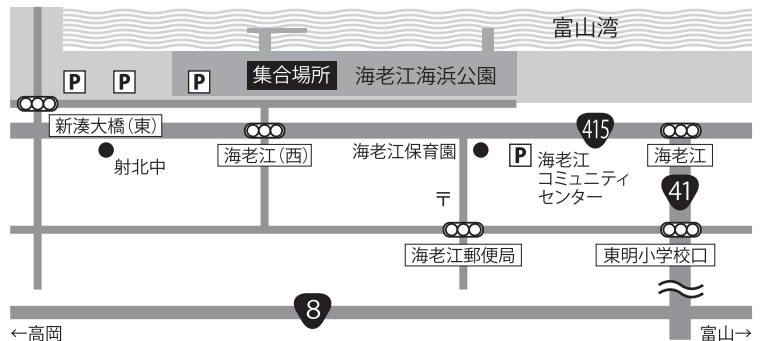 富山湾
P
P
P
集合場所
海老江海浜公園
新湊大橋(東)
415
射北中
海老江(西)
海老江保育園
P
海老江
コミュニティ
センター
海老江
〒
41
海老江郵便局
東明小学校口
8
←高岡
富山→